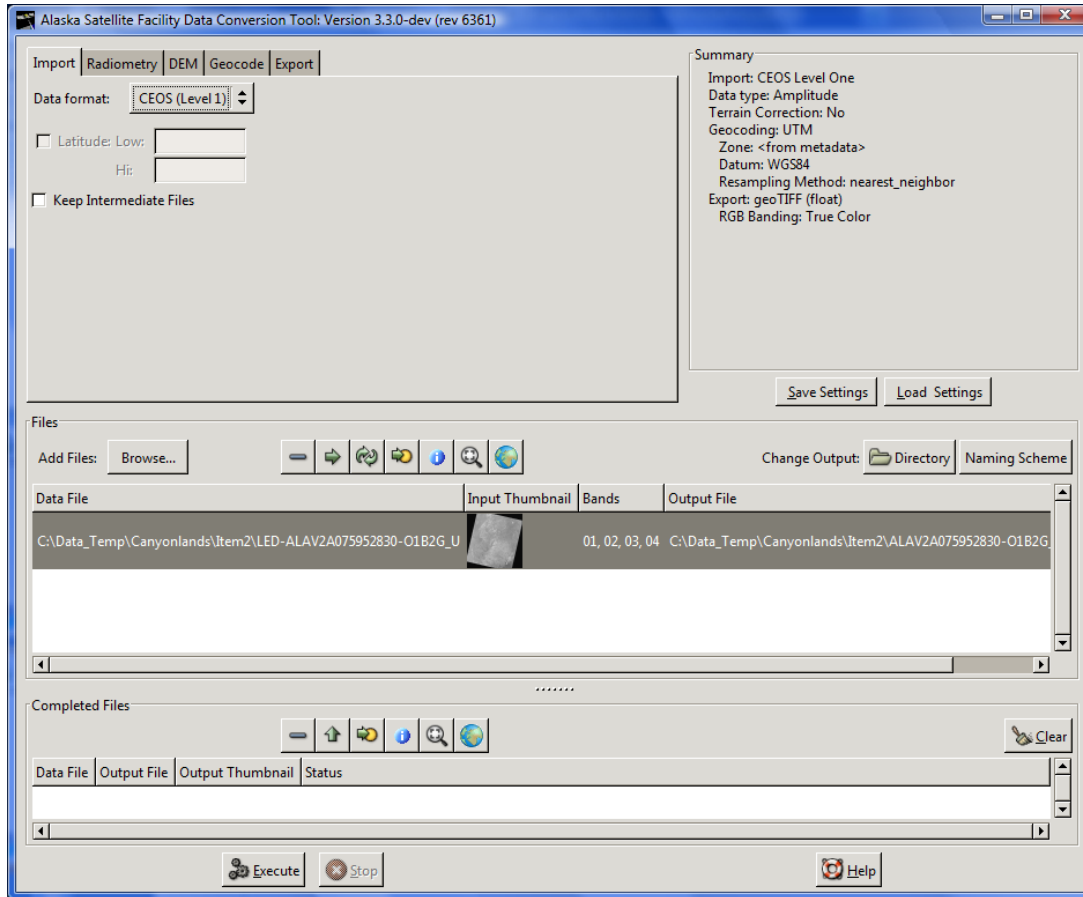 Alaska Satellite Facility Data Conversion Tool: Version 3.3.0-dev (rev 6361)
Import Radiometry DEM Geocode Export
Data format: CEOS (Level 1)
Latitude: Low:
Hi:
Keep Intermediate Files
Summary
Import: CEOS Level One
Data type: Amplitude
Terrain Correction: No
Geocoding: UTM
Zone: <from metadata>
Datum: WGS84
Resampling Method: nearest_neighbor
Export: geoTIFF (float)
RGB Banding: True Color
Save Settings Load Settings
Files
Add Files: Browse... Change Output: Directory Naming Scheme
Data File Input Thumbnail Bands Output File
C:\Data_Temp\Canyonlands\Item2\LED-ALAV2A075952830-O1B2G_U 01, 02, 03, 04 C:\Data_Temp\Canyonlands\Item2\ALAV2A075952830-O1B2G_
Completed Files
Clear
Data File Output File Output Thumbnail Status
Execute Stop Help